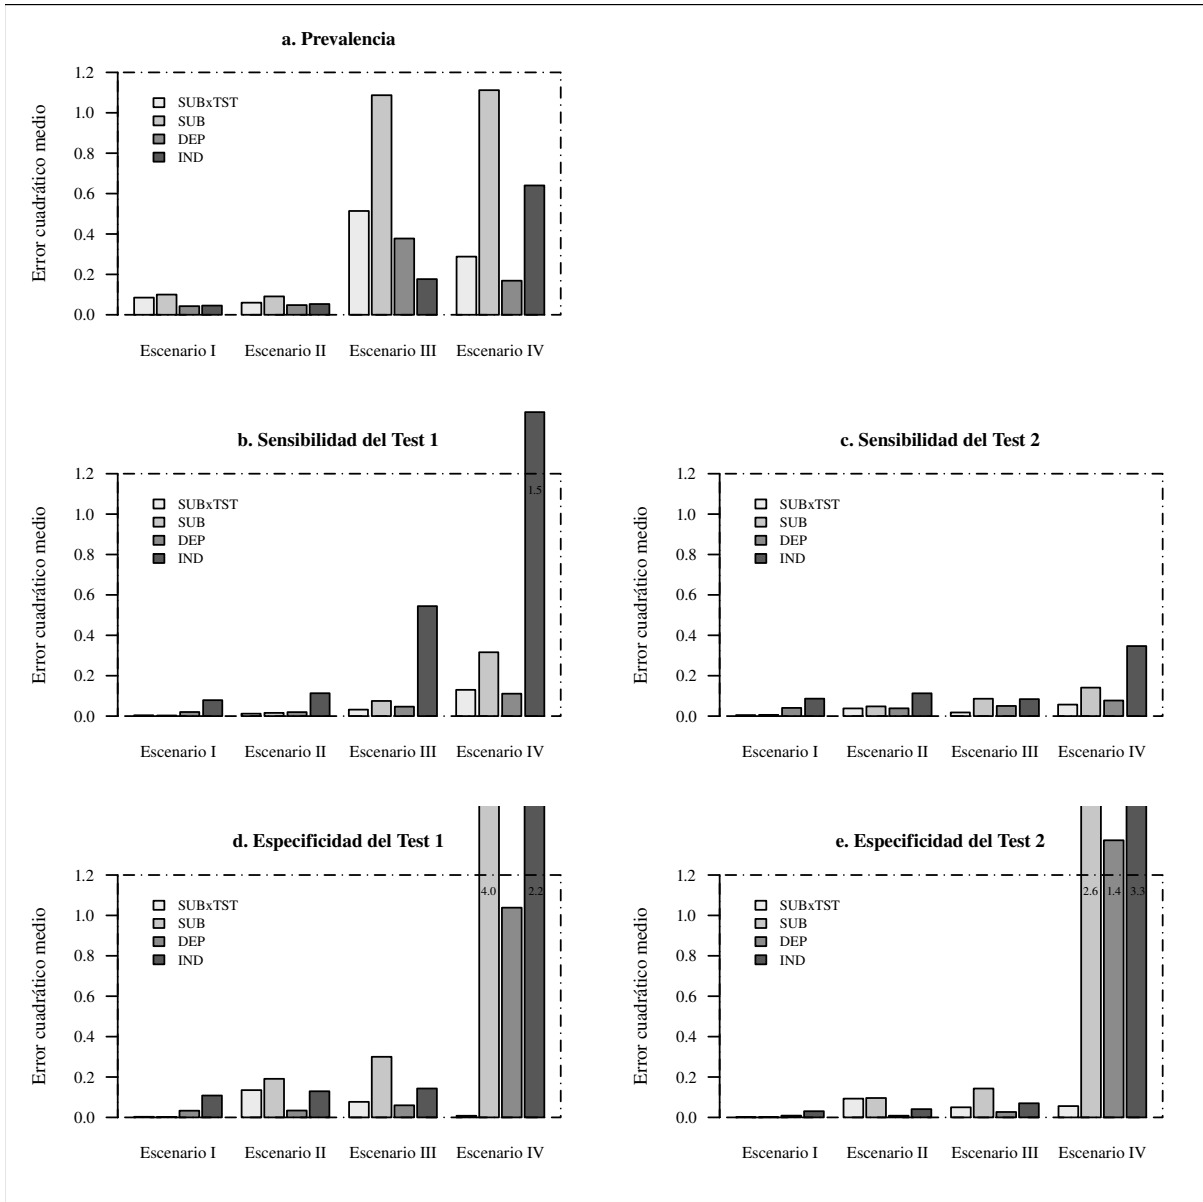 a. Prevalencia
Error cuadrático medio
1.2
1.0
0.8
0.6
0.4
0.2
0.0
SUBxTST
SUB
DEP
IND
Escenario I Escenario II Escenario III Escenario IV
b. Sensibilidad del Test 1
Error cuadrático medio
1.2
1.0
0.8
0.6
0.4
0.2
0.0
SUBxTST
SUB
DEP
IND
1.5
Escenario I Escenario II Escenario III Escenario IV
c. Sensibilidad del Test 2
Error cuadrático medio
1.2
1.0
0.8
0.6
0.4
0.2
0.0
SUBxTST
SUB
DEP
IND
Escenario I Escenario II Escenario III Escenario IV
d. Especificidad del Test 1
Error cuadrático medio
1.2
1.0
0.8
0.6
0.4
0.2
0.0
SUBxTST
SUB
DEP
IND
4.0 2.2
Escenario I Escenario II Escenario III Escenario IV
e. Especificidad del Test 2
Error cuadrático medio
1.2
1.0
0.8
0.6
0.4
0.2
0.0
SUBxTST
SUB
DEP
IND
2.6 1.4 3.3
Escenario I Escenario II Escenario III Escenario IV